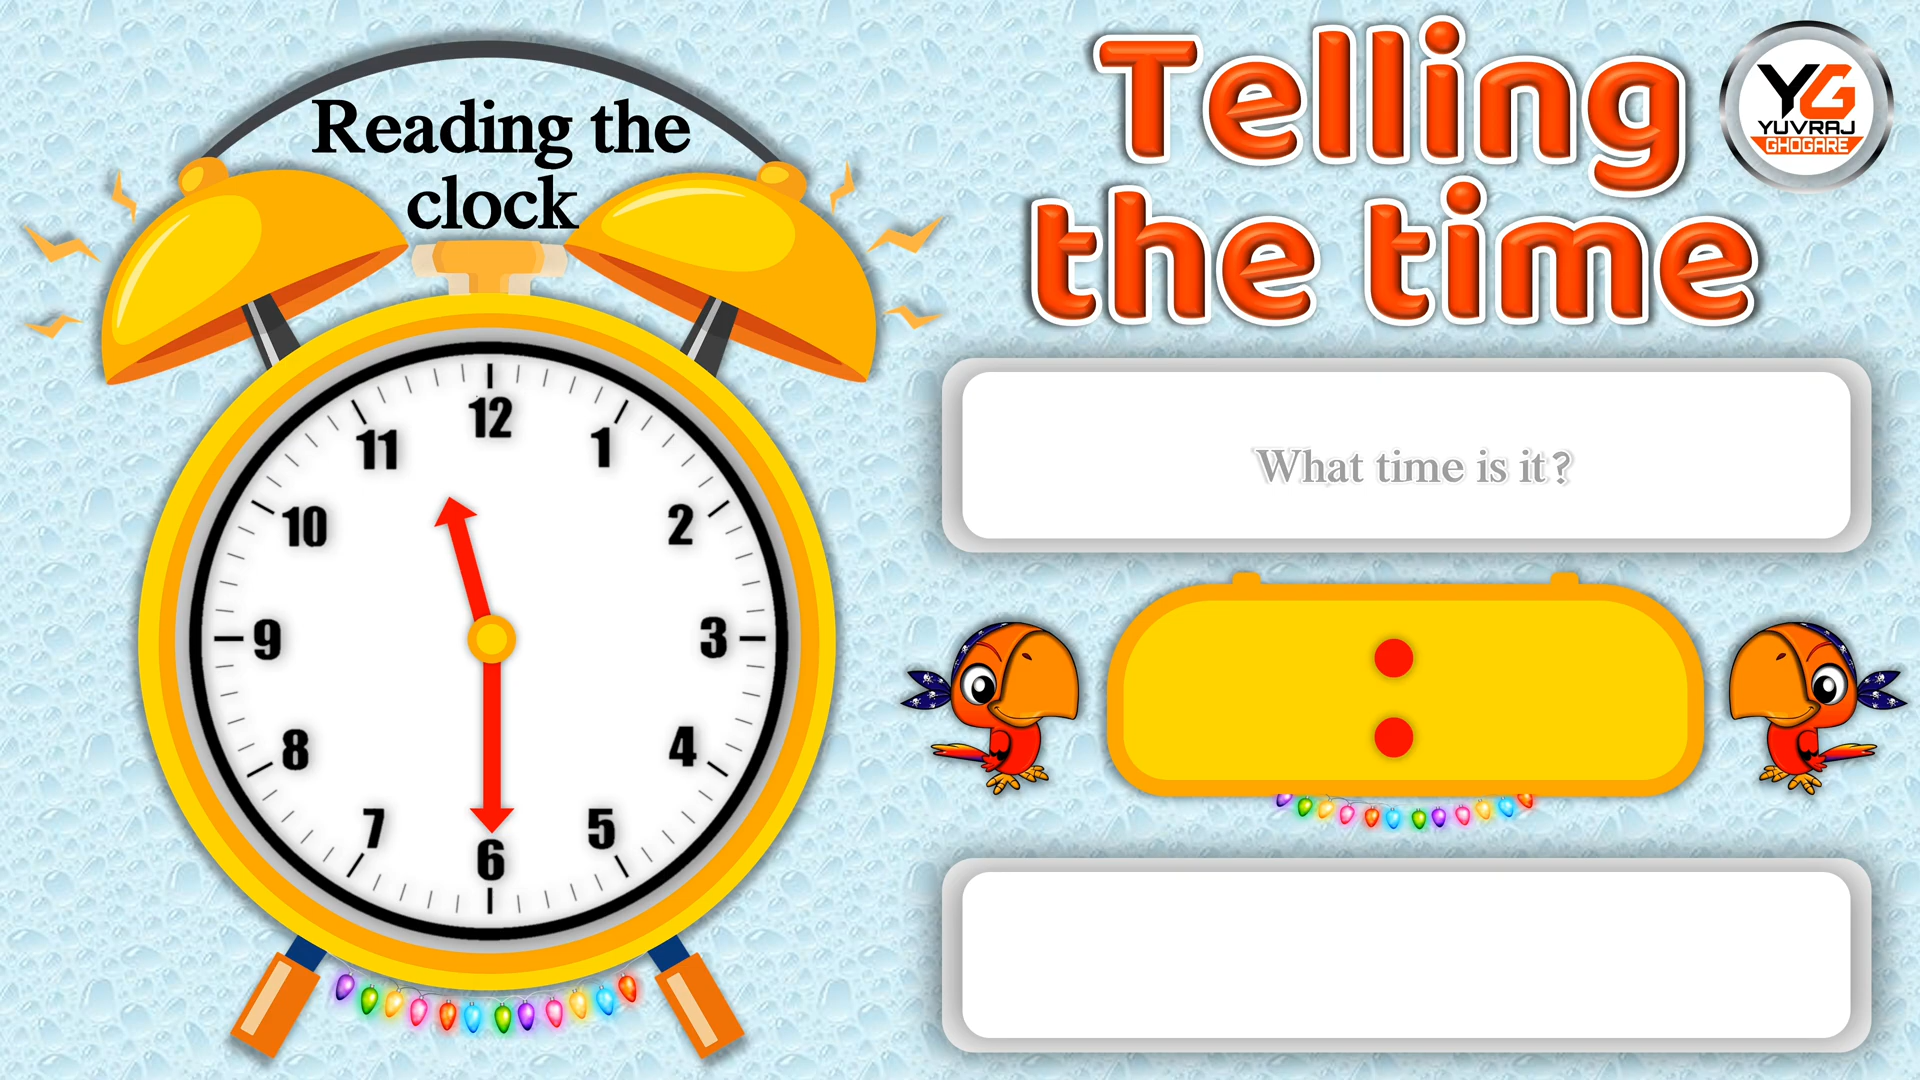 Reading the
clock
Telling
the time
YG
YUVRAJ
GHOGARE
What time is it?
12
11
1
10
2
9
3
8
4
7
5
6